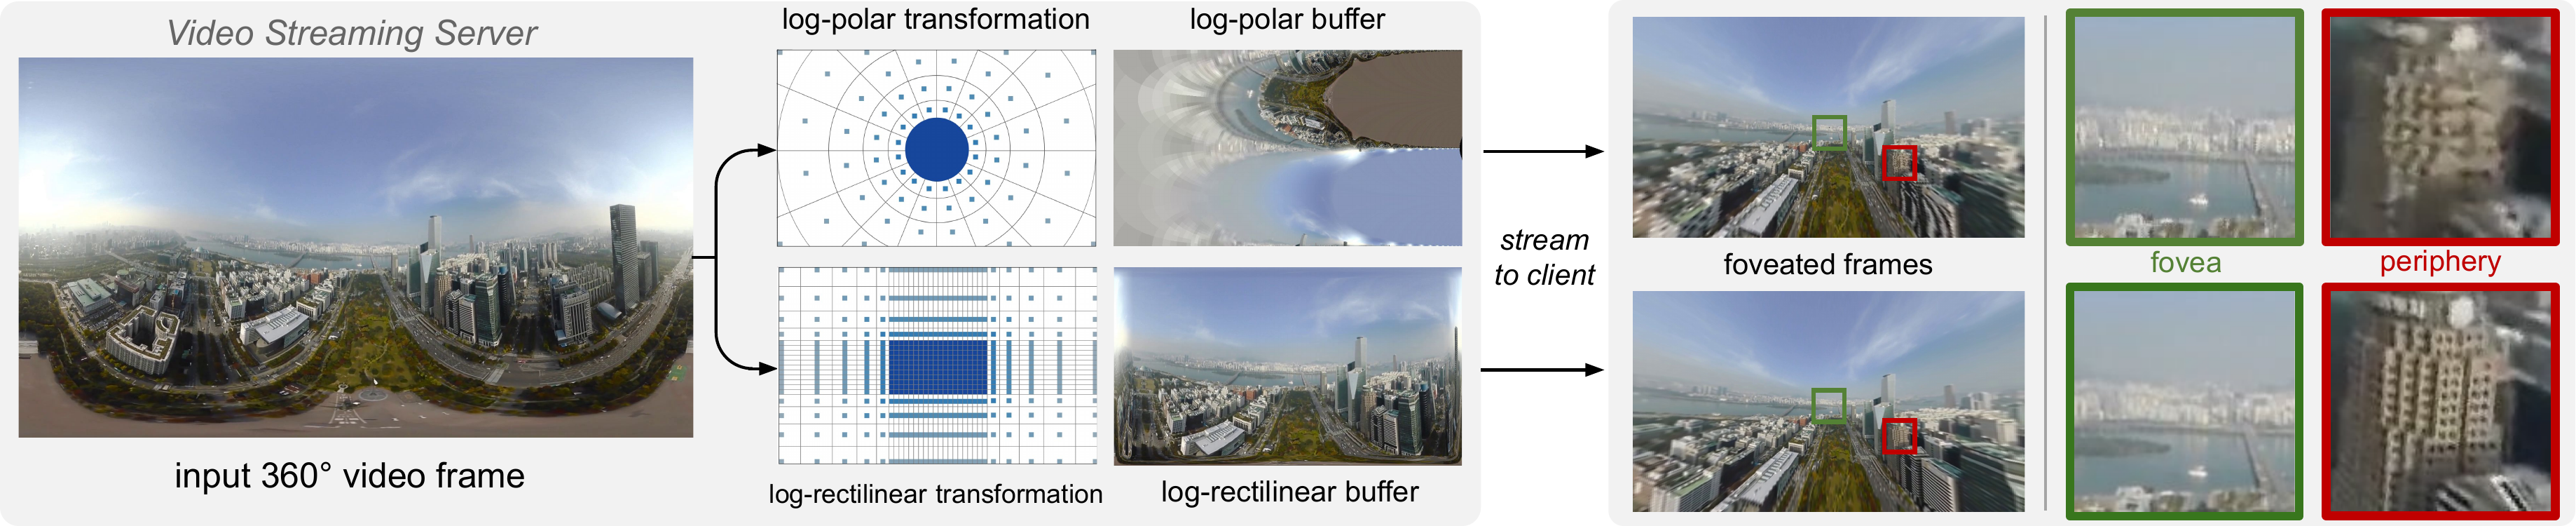 Video Streaming Server
input 360° video frame
log-polar transformation
log-polar buffer
log-rectilinear transformation
log-rectilinear buffer
stream
to client
foveated frames
fovea
periphery